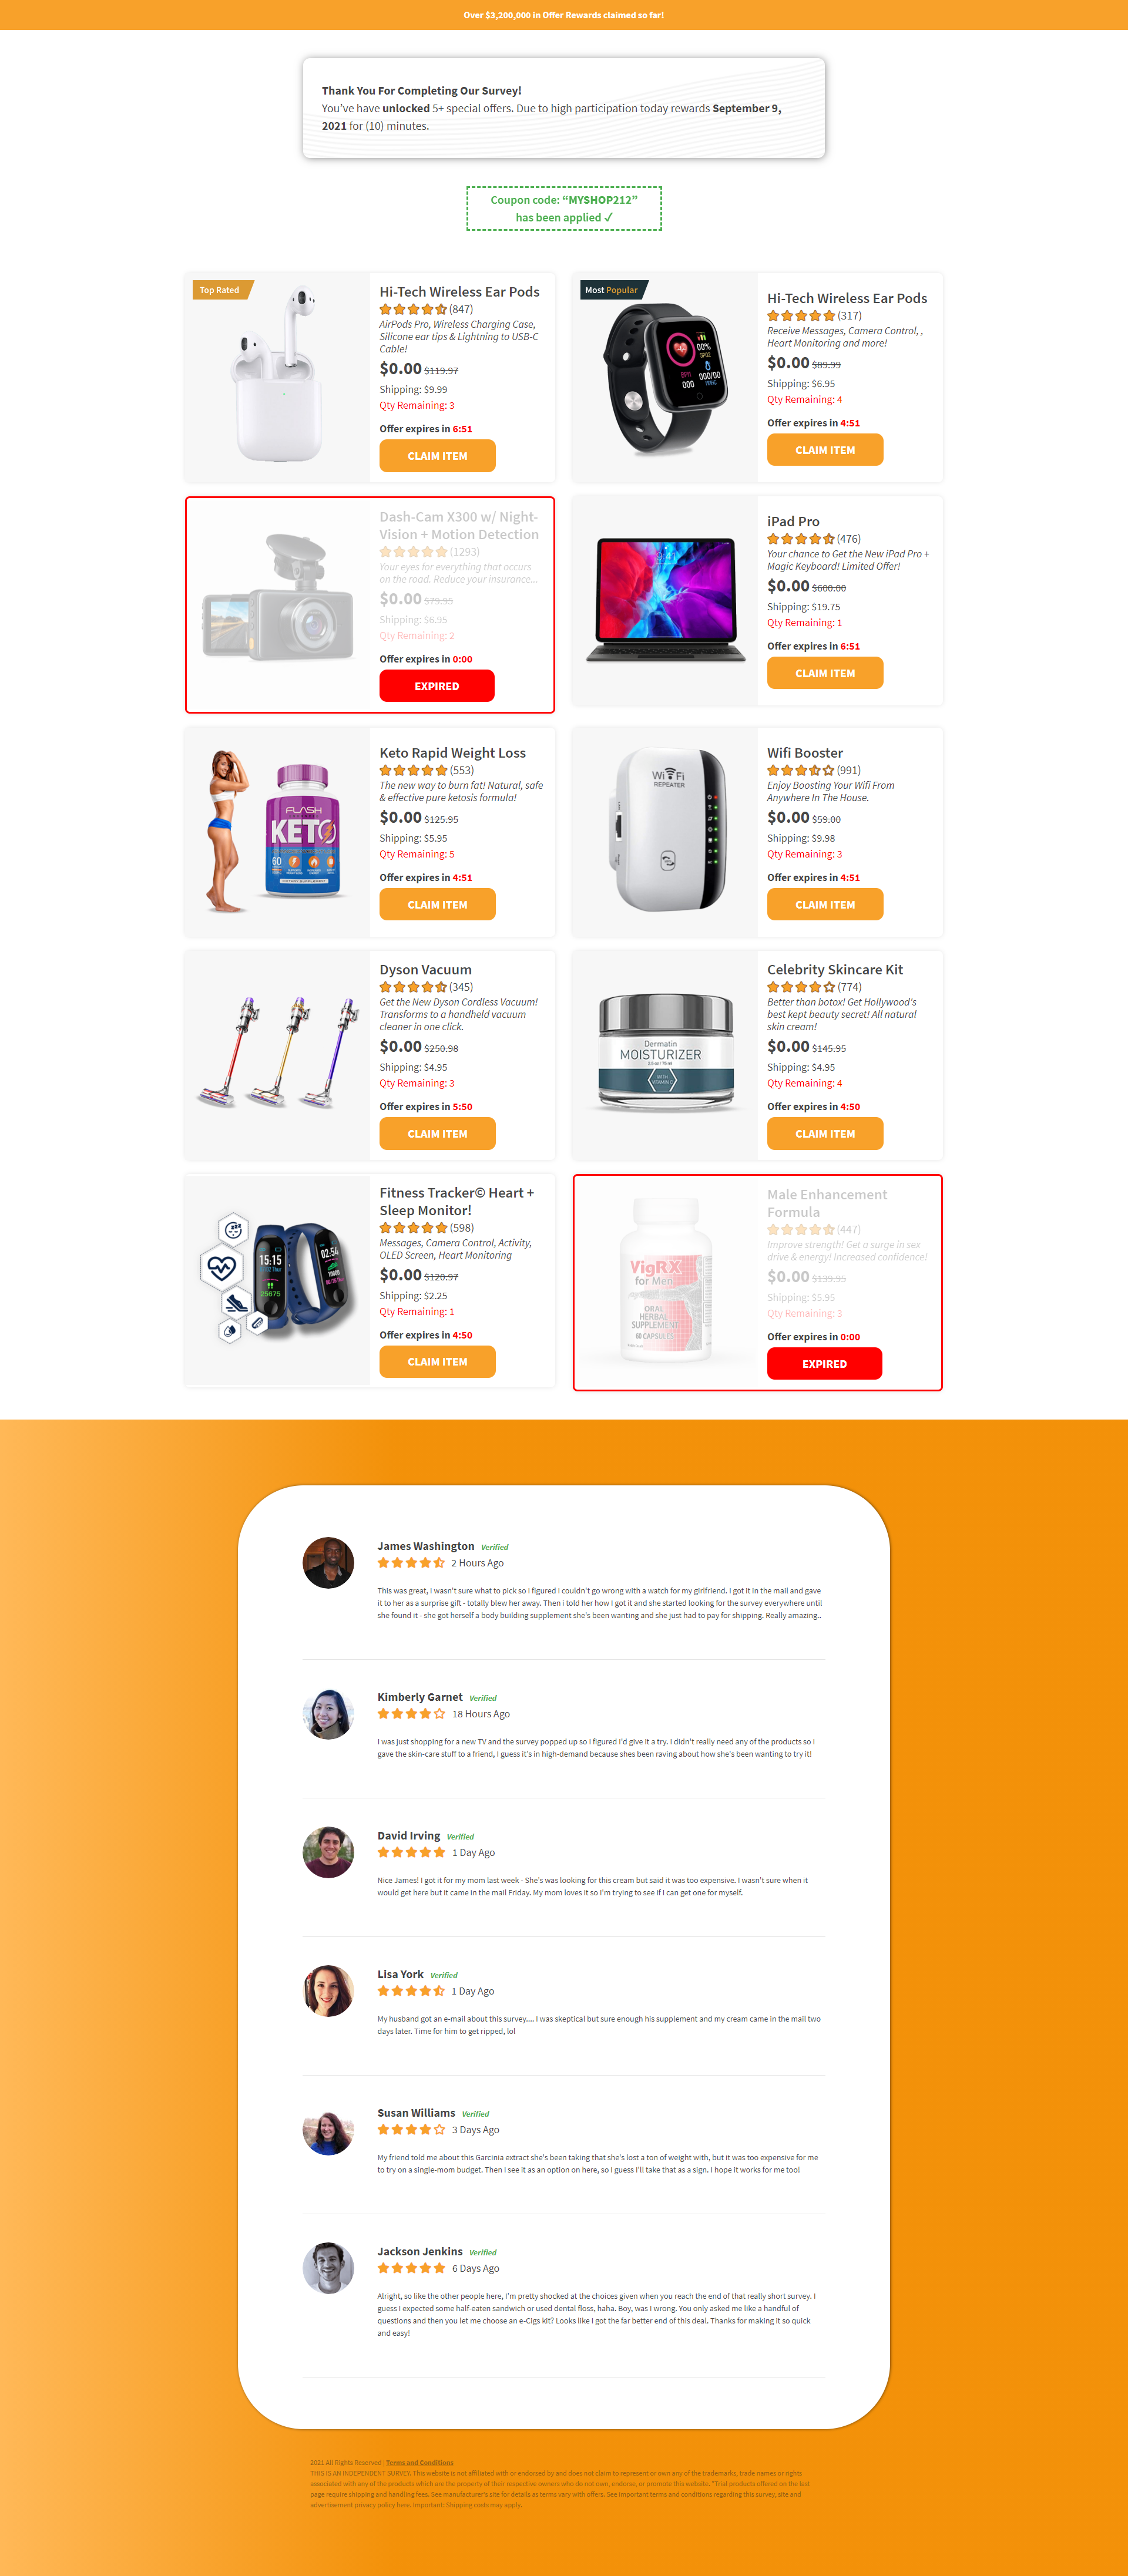 Over $3,200,000 in Offer Rewards claimed so far!
Thank You For Completing Our Survey!
You've have unlocked 5+ special offers. Due to high participation today rewards September 9,
2021 for (10) minutes.
Coupon code: “MYSHOP212”
has been applied ✓
Top Rated
Hi-Tech Wireless Ear Pods
(847)
AirPods Pro, Wireless Charging Case,
Silicone ear tips & Lightning to USB-C
Cable!
$0.00 $119.97
Shipping: $9.99
Qty Remaining: 3
Offer expires in 6:51
CLAIM ITEM
Most Popular
00%
SPO2
BPM
000
000/00
Hi-Tech Wireless Ear Pods
(317)
Receive Messages, Camera Control, ,
Heart Monitoring and more!
$0.00 $89.99
Shipping: $6.95
Qty Remaining: 4
Offer expires in 4:51
CLAIM ITEM
Dash-Cam X300 w/ Night-
Vision + Motion Detection
(1293)
Your eyes for everything that occurs
on the road. Reduce your insurance...
$0.00 $79.95
Shipping: $6.95
Qty Remaining: 2
Offer expires in 0:00
EXPIRED
iPad Pro
(476)
Your chance to Get the New iPad Pro +
Magic Keyboard! Limited Offer!
$0.00 $600.00
Shipping: $19.75
Qty Remaining: 1
Offer expires in 6:51
CLAIM ITEM
FLASH
KETO
60
DIETARY SUPPLEMENT
Keto Rapid Weight Loss
(553)
The new way to burn fat! Natural, safe
& effective pure ketosis formula!
$0.00 $125.95
Shipping: $5.95
Qty Remaining: 5
Offer expires in 4:51
CLAIM ITEM
WiFi
REPEATER
Wifi Booster
(991)
Enjoy Boosting Your Wifi From
Anywhere In The House.
$0.00 $59.00
Shipping: $9.98
Qty Remaining: 3
Offer expires in 4:51
CLAIM ITEM
Dyson Vacuum
(345)
Get the New Dyson Cordless Vacuum!
Transforms to a handheld vacuum
cleaner in one click.
$0.00 $250.98
Shipping: $4.95
Qty Remaining: 3
Offer expires in 5:50
CLAIM ITEM
Dermatin
MOISTURIZER
WITH
VITAMIN C
Celebrity Skincare Kit
(774)
Better than botox! Get Hollywood's
best kept beauty secret! All natural
skin cream!
$0.00 $145.95
Shipping: $4.95
Qty Remaining: 4
Offer expires in 4:50
CLAIM ITEM
15:15
25675
02:54
Fitness Tracker© Heart +
Sleep Monitor!
(598)
Messages, Camera Control, Activity,
OLED Screen, Heart Monitoring
$0.00 $120.97
Shipping: $2.25
Qty Remaining: 1
Offer expires in 4:50
CLAIM ITEM
VigRX
for Men
ORAL
HERBAL
SUPPLEMENT
60 CAPSULES
Male Enhancement
Formula
(447)
Improve strength! Get a surge in sex
drive & energy! Increased confidence!
$0.00 $139.95
Shipping: $5.95
Qty Remaining: 3
Offer expires in 0:00
EXPIRED
James Washington Verified
2 Hours Ago
This was great, I wasn't sure what to pick so I figured I couldn't go wrong with a watch for my girlfriend. I got it in the mail and gave
it to her as a surprise gift - totally blew her away. Then i told her how I got it and she started looking for the survey everywhere until
she found it - she got herself a body building supplement she's been wanting and she just had to pay for shipping. Really amazing..
Kimberly Garnet Verified
18 Hours Ago
I was just shopping for a new TV and the survey popped up so I figured I'd give it a try. I didn't really need any of the products so I
gave the skin-care stuff to a friend, I guess it's in high-demand because shes been raving about how she's been wanting to try it!
David Irving Verified
1 Day Ago
Nice James! I got it for my mom last week - She's was looking for this cream but said it was too expensive. I wasn't sure when it
would get here but it came in the mail Friday. My mom loves it so I'm trying to see if I can get one for myself.
Lisa York Verified
1 Day Ago
My husband got an e-mail about this survey.... I was skeptical but sure enough his supplement and my cream came in the mail two
days later. Time for him to get ripped, lol
Susan Williams Verified
3 Days Ago
My friend told me about this Garcinia extract she's been taking that she's lost a ton of weight with, but it was too expensive for me
to try on a single-mom budget. Then I see it as an option on here, so I guess I'll take that as a sign. I hope it works for me too!
Jackson Jenkins Verified
6 Days Ago
Alright, so like the other people here, I'm pretty shocked at the choices given when you reach the end of that really short survey. I
guess I expected some half-eaten sandwich or used dental floss, haha. Boy, was I wrong. You only asked me like a handful of
questions and then you let me choose an e-Cigs kit? Looks like I got the far better end of this deal. Thanks for making it so quick
and easy!
2021 All Rights Reserved | Terms and Conditions
THIS IS AN INDEPENDENT SURVEY. This website is not affiliated with or endorsed by and does not claim to represent or own any of the trademarks, trade names or rights
associated with any of the products which are the property of their respective owners who do not own, endorse, or promote this website. *Trial products offered on the last
page require shipping and handling fees. See manufacturer's site for details as terms vary with offers. See important terms and conditions regarding this survey, site and
advertisement privacy policy here. Important: Shipping costs may apply.